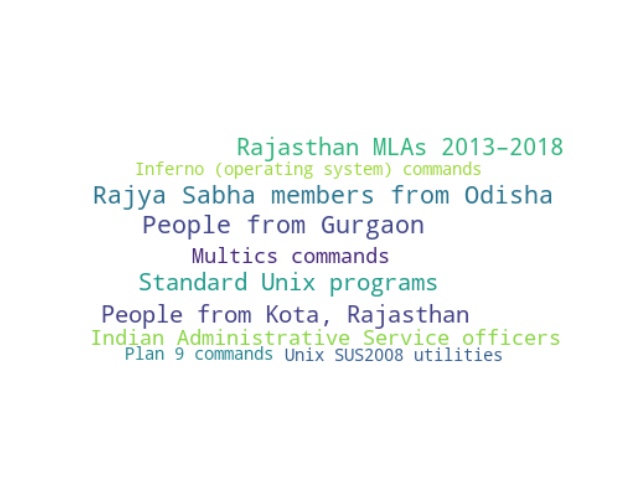 Rajasthan MLAs 2013–2018
Inferno (operating system) commands
Rajya Sabha members from Odisha
People from Gurgaon
Multics commands
Standard Unix programs
People from Kota, Rajasthan
Indian Administrative Service officers
Plan 9 commands Unix SUS2008 utilities